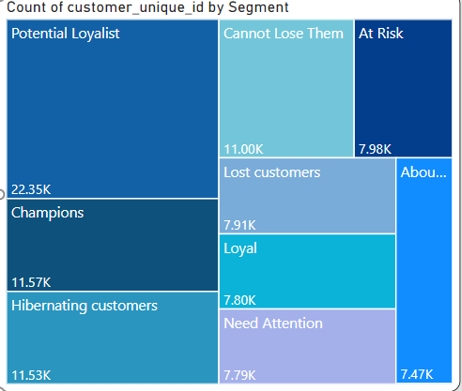 Count of customer_unique_id by Segment
Potential Loyalist
22.35K
Champions
11.57K
Hibernating customers
11.53K
Cannot Lose Them
11.00K
At Risk
7.98K
Lost customers
7.91K
Loyal
7.80K
Need Attention
7.79K
Abou...
7.47K